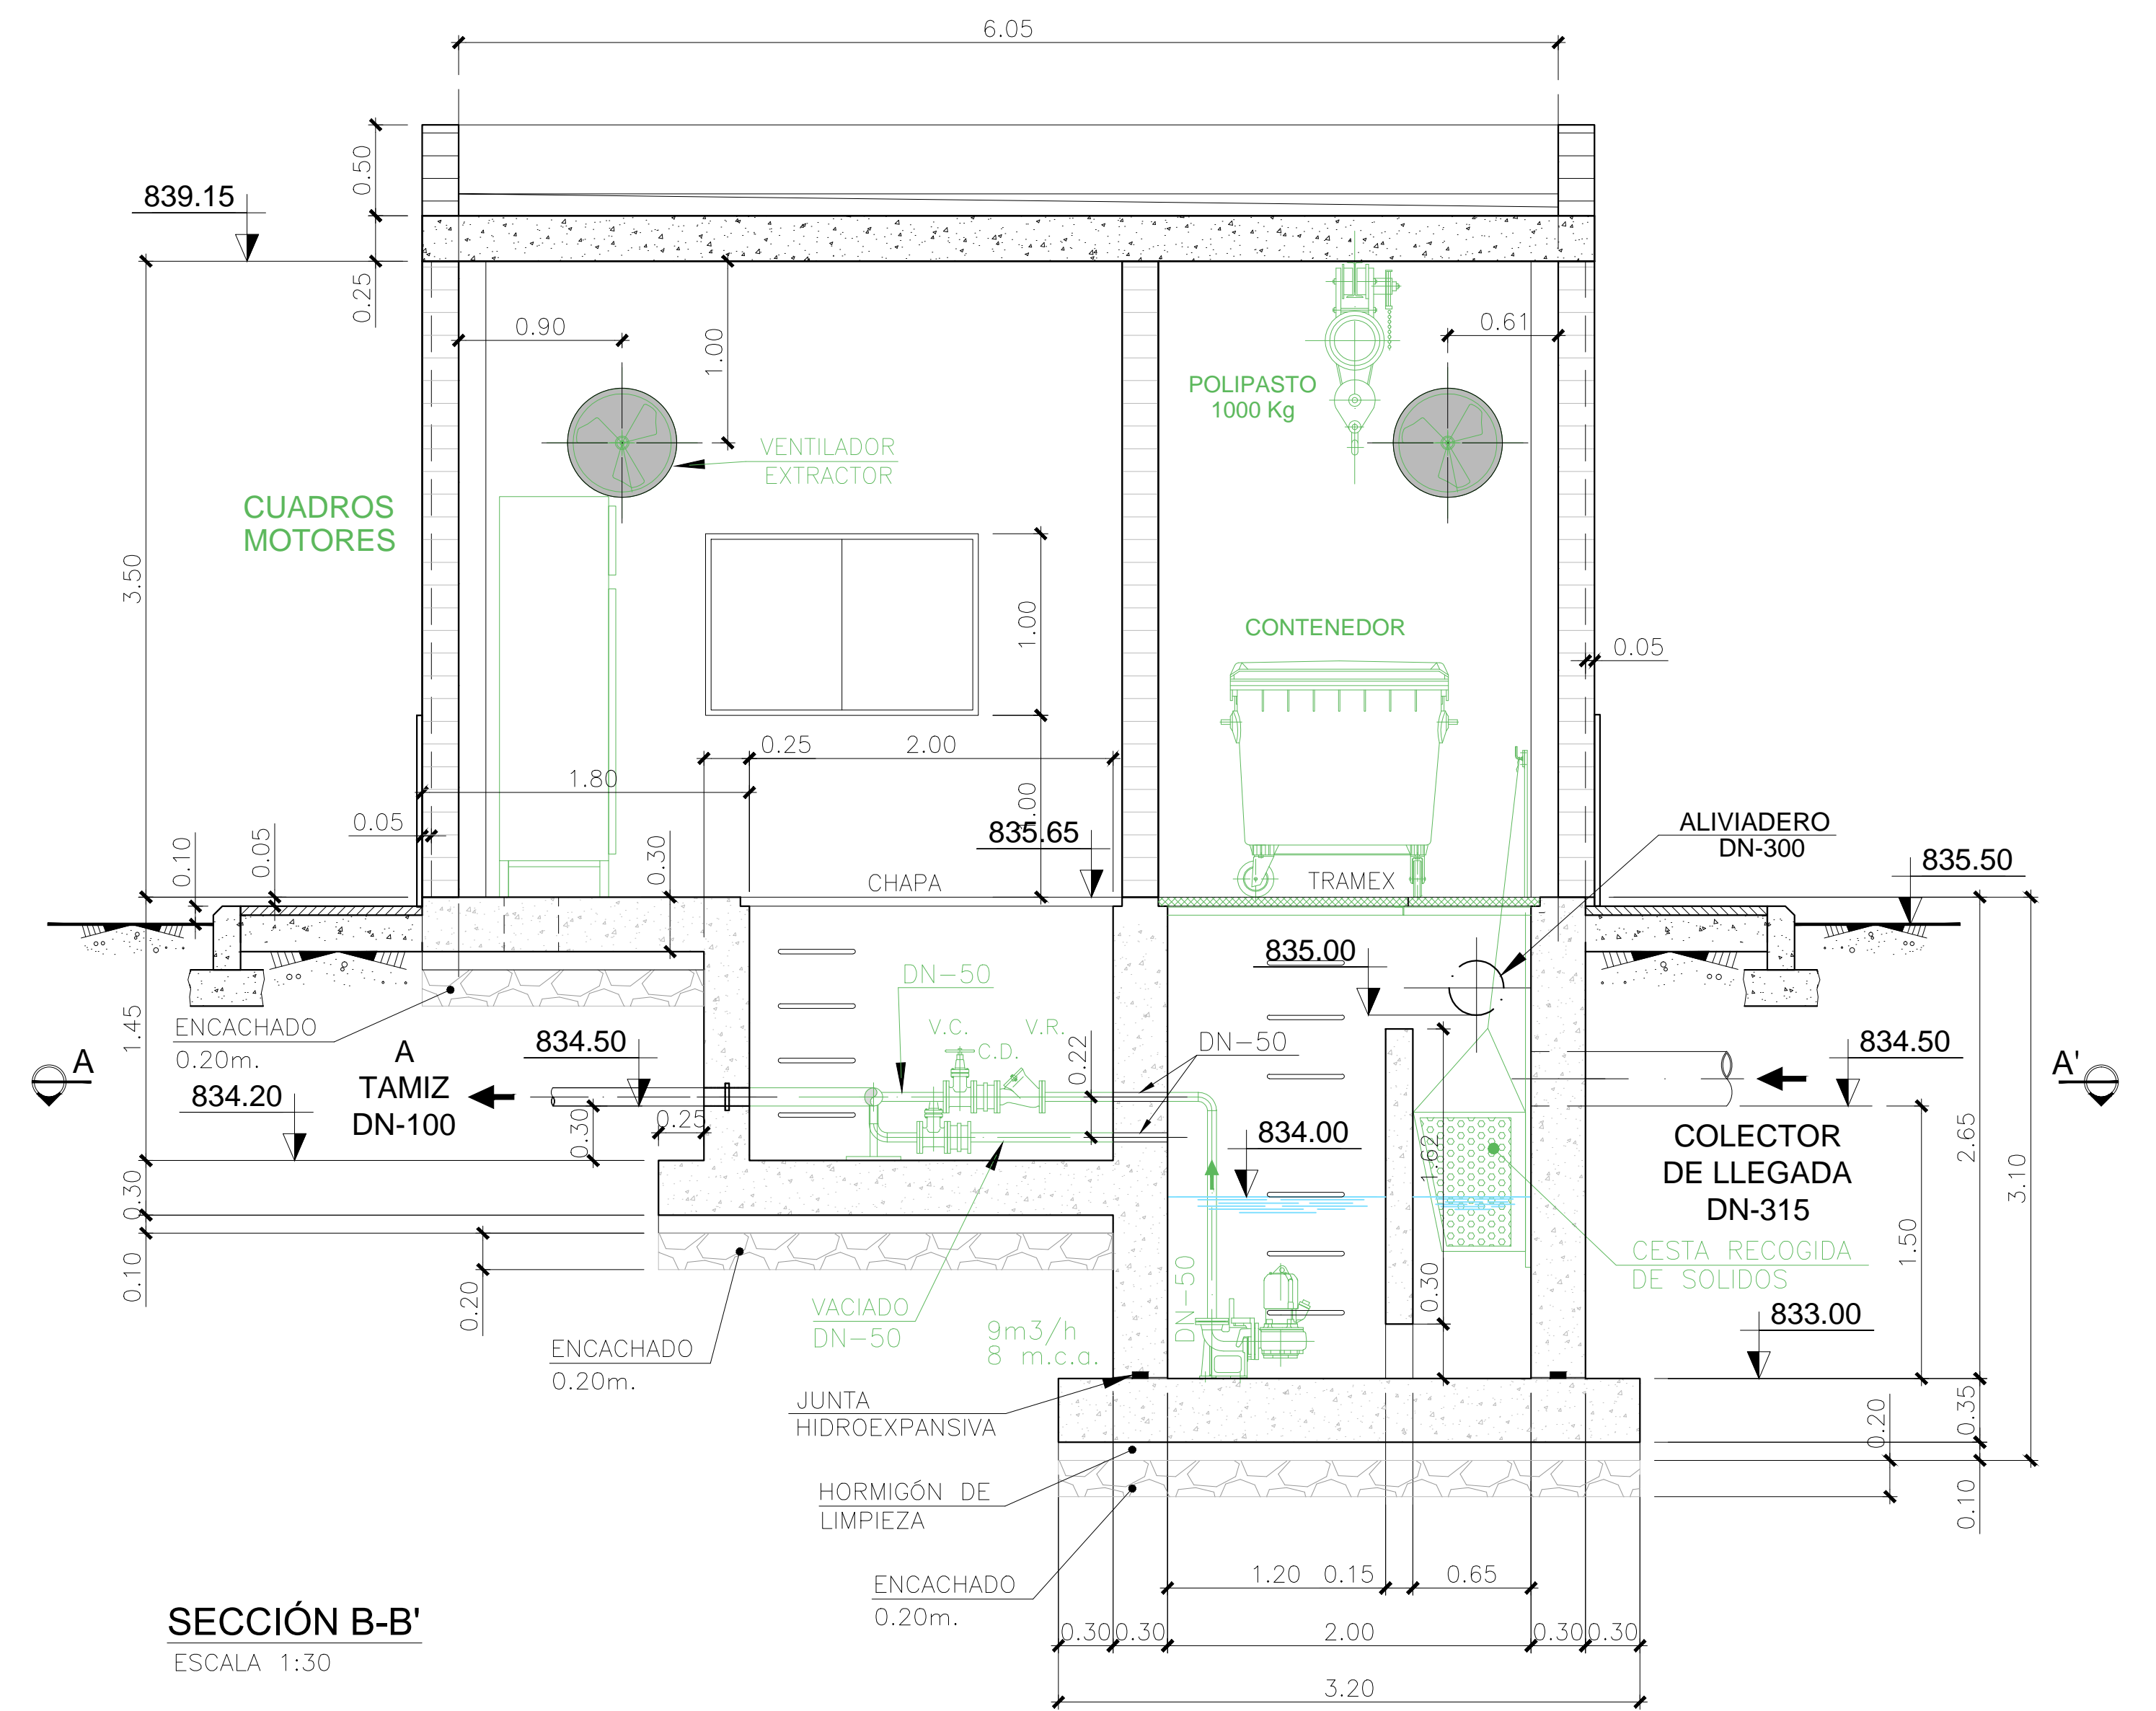 6.05
0.50
839.15
0.25
0.90
1.00
0.61
POLIPASTO
1000 Kg
VENTILADOR
EXTRACTOR
CUADROS
MOTORES
3.50
1.00
CONTENEDOR
0.05
0.25
2.00
1.80
1.00
0.05
0.10
0.05
0.30
835.65
CHAPA
TRAMEX
ALIVIADERO
DN-300
835.50
835.00
DN-50
ENCACHADO
0.20m.
1.45
V.C.
V.R.
C.D.
0.22
DN-50
834.50
834.50
A
A
TAMIZ
DN-100
A'
834.20
0.30
0.25
834.00
1.62
COLECTOR
DE LLEGADA
DN-315
2.65
3.10
0.30
0.10
0.20
1.50
CESTA RECOGIDA
DE SOLIDOS
DN-50
0.30
VACIADO
DN-50
9m3/h
8 m.c.a.
833.00
ENCACHADO
0.20m.
JUNTA
HIDROEXPANSIVA
0.35
0.20
0.10
HORMIGÓN DE
LIMPIEZA
ENCACHADO
0.20m.
1.20
0.15
0.65
0.30
0.30
2.00
0.30
0.30
3.20
SECCIÓN B-B'
ESCALA 1:30